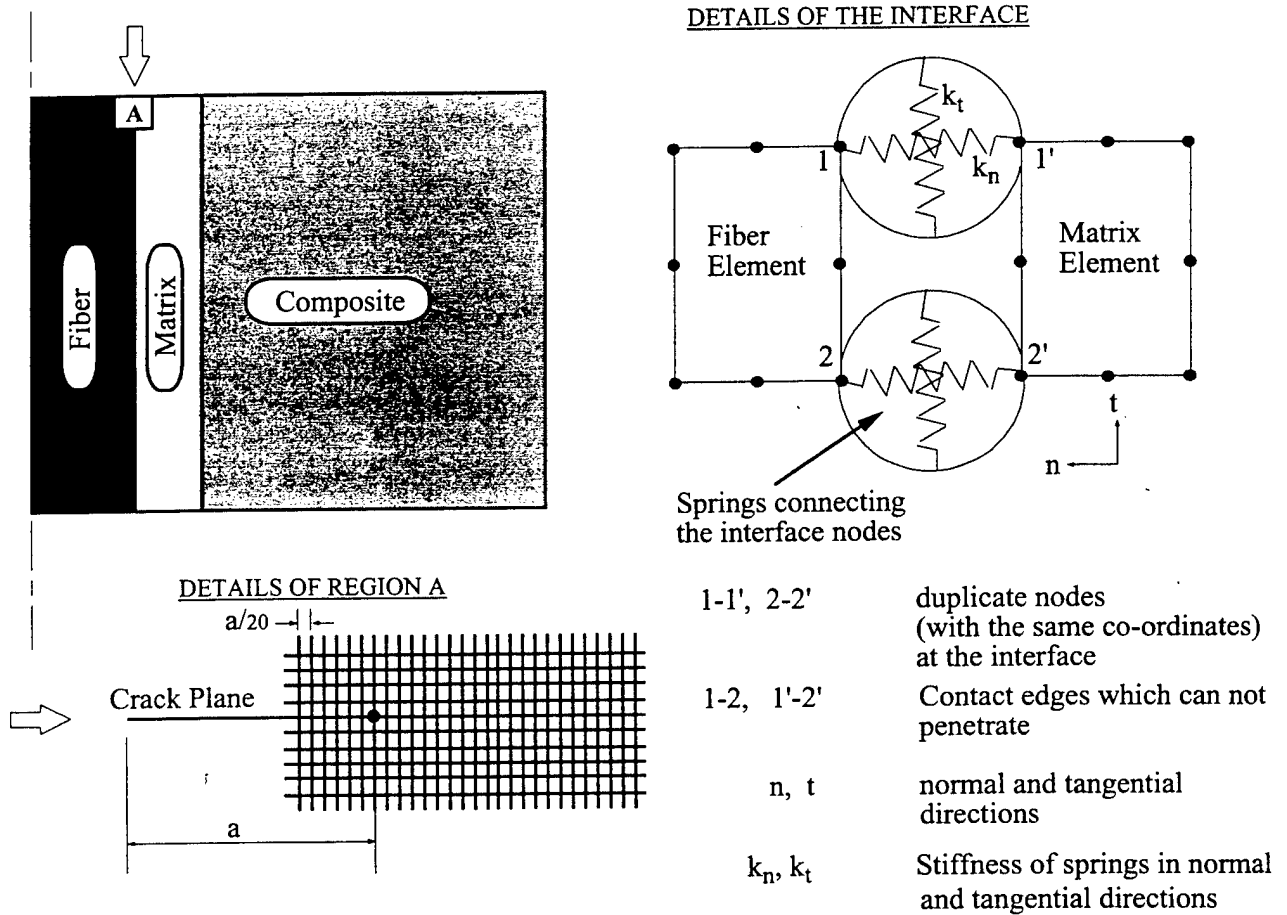 DETAILS OF THE INTERFACE
A
Fiber
Matrix
Composite
k_t
k_n
1
1'
Fiber
Element
Matrix
Element
2
2'
t
n
Springs connecting
the interface nodes
DETAILS OF REGION A
a/20
Crack Plane
a
1-1', 2-2' duplicate nodes
(with the same co-ordinates)
at the interface
1-2, 1'-2' Contact edges which can not
penetrate
n, t normal and tangential
directions
k_n, k_t Stiffness of springs in normal
and tangential directions